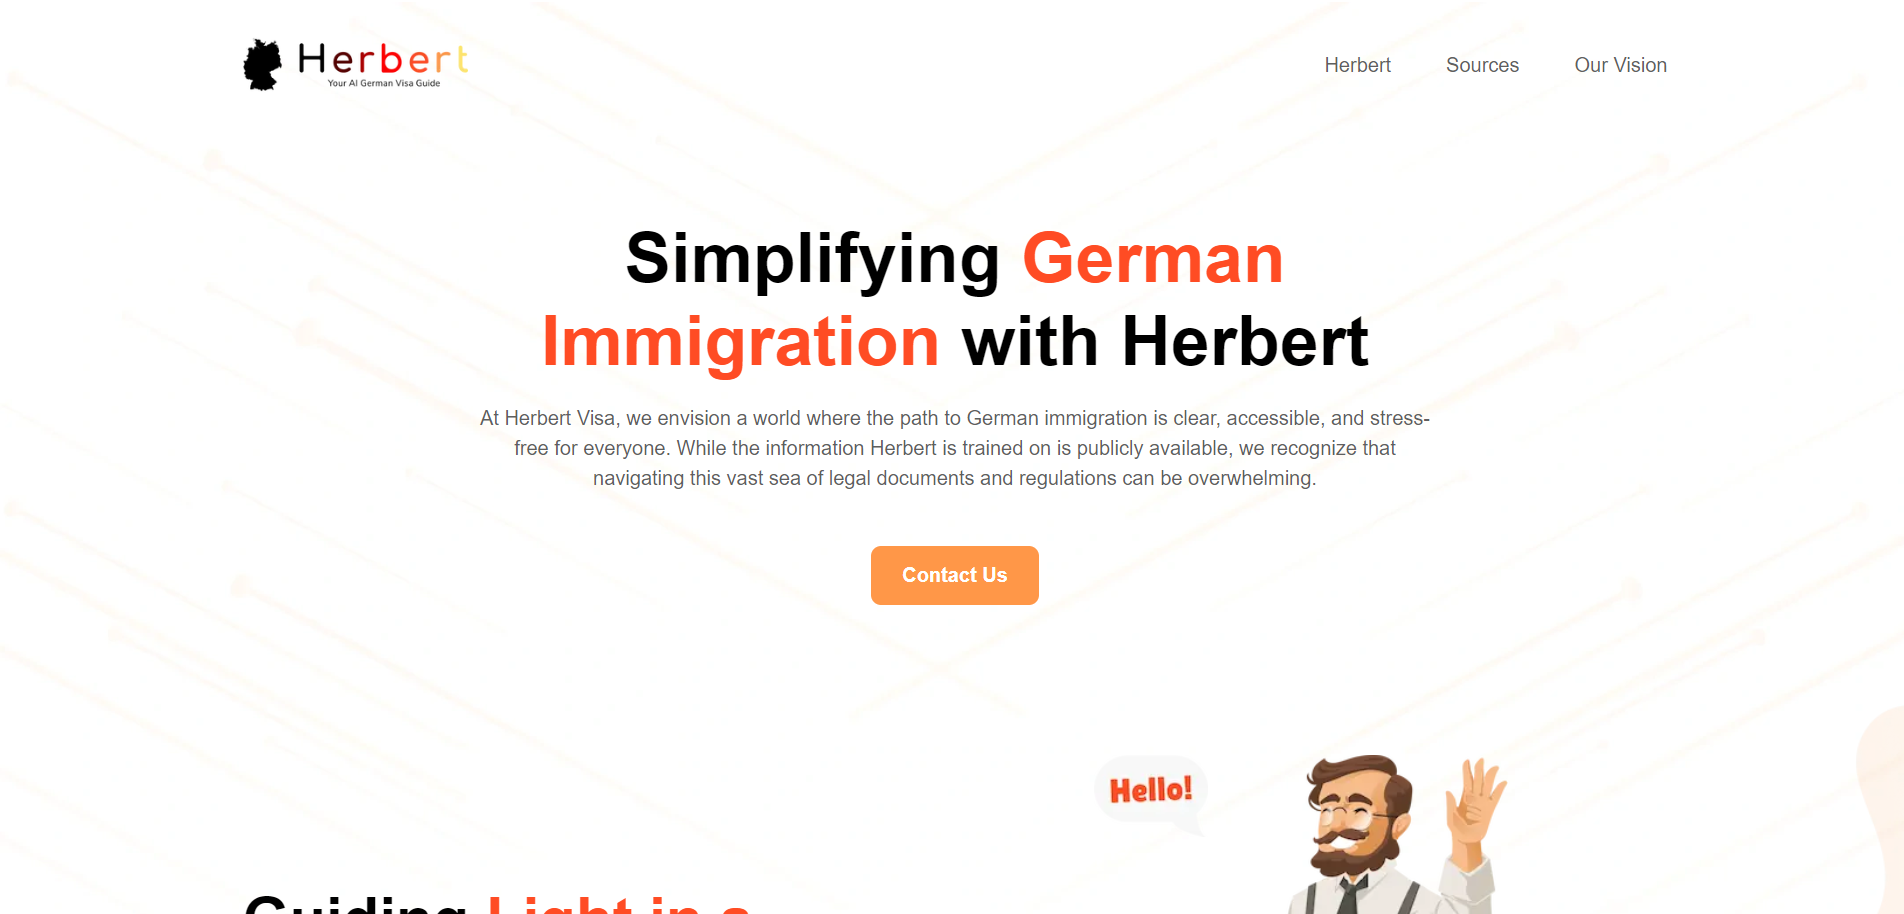 Herbert
Your AI German Visa Guide
Herbert
Sources
Our Vision
Simplifying German
Immigration with Herbert
At Herbert Visa, we envision a world where the path to German immigration is clear, accessible, and stress-
free for everyone. While the information Herbert is trained on is publicly available, we recognize that
navigating this vast sea of legal documents and regulations can be overwhelming.
Contact Us
Hello!
Guiding Light in a